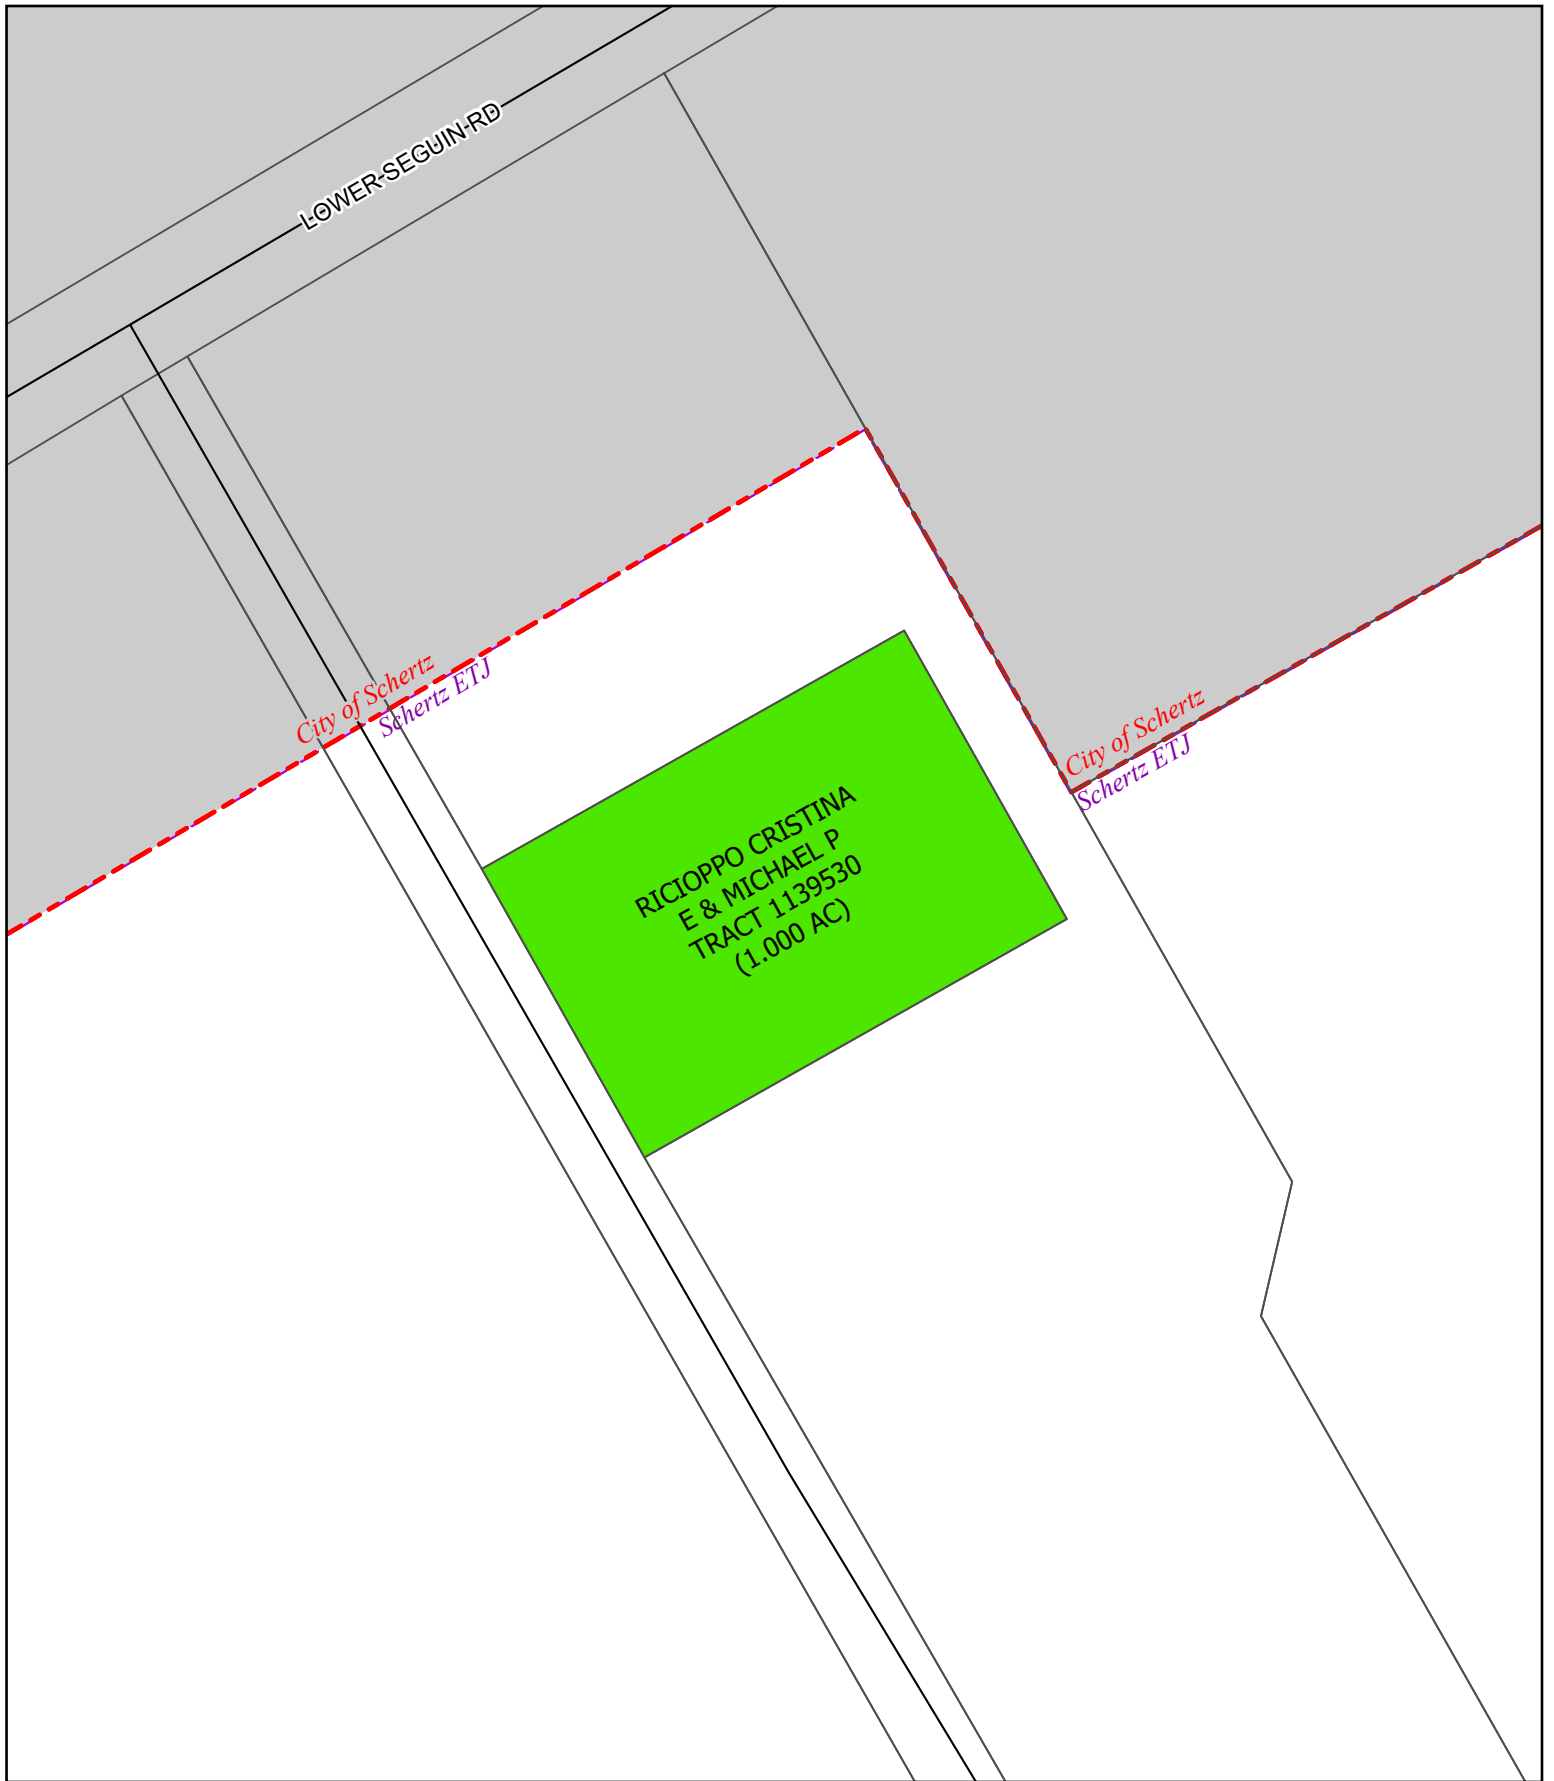 LOWER-SEGUIN-RD
City of Schertz
Schertz ETJ
City of Schertz
Schertz ETJ
RICIOPPO CRISTINA
E & MICHAEL P
TRACT 1139530
(1.000 AC)